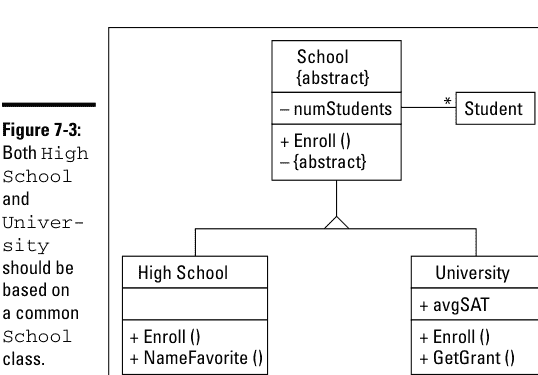 Figure 7-3:
Both High
School
and
Univer-
sity
should be
based on
a common
School
class.
School
{abstract}
– numStudents
+ Enroll ()
– {abstract}
*
Student
High School
+ Enroll ()
+ NameFavorite ()
University
+ avgSAT
+ Enroll ()
+ GetGrant ()